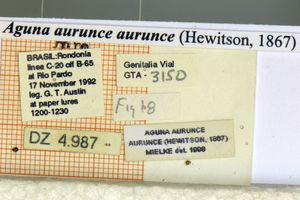 Aguna aurunce aurunce (Hewitson, 1867)
BRASIL:Rondonia
linea C-20 off B-65
at Rio Pardo
17 November 1992
leg. G. T. Austin
at paper lures
1200-1230
Genitalia Vial
GTA - 3150
Fig 48
DZ 4.987
AGUNA AURUNCE
AURUNCE (HEWITSON, 1867)
MIELKE det. 1998